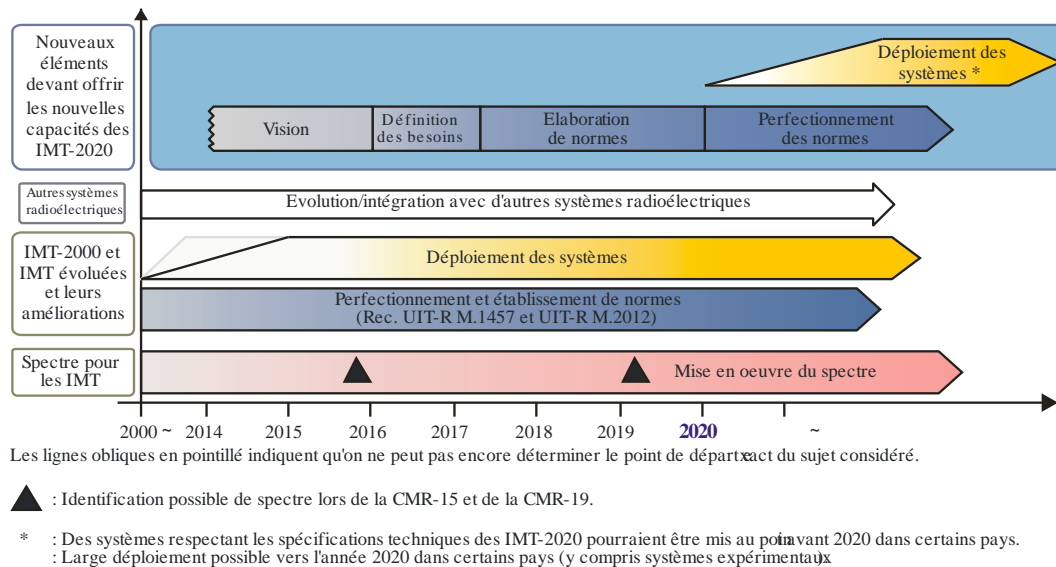 Nouveaux
éléments
devant offrir
les nouvelles
capacités des
IMT-2020
Déploiement des
systèmes *
Vision
Définition
des besoins
Elaboration
de normes
Perfectionnement
des normes
Autres systèmes
radioélectriques
Evolution/intégration avec d'autres systèmes radioélectriques
IMT-2000 et
IMT évoluées
et leurs
améliorations
Déploiement des systèmes
Perfectionnement et établissement de normes
(Rec. UIT-R M.1457 et UIT-R M.2012)
Spectre pour
les IMT
Mise en oeuvre du spectre
2000 ~ 2014 2015 2016 2017 2018 2019 2020 ~
Les lignes obliques en pointillé indiquent qu'on ne peut pas encore déterminer le point de départ exact du sujet considéré.
: Identification possible de spectre lors de la CMR-15 et de la CMR-19.
* : Des systèmes respectant les spécifications techniques des IMT-2020 pourraient être mis au point avant 2020 dans certains pays.
: Large déploiement possible vers l'année 2020 dans certains pays (y compris systèmes expérimentaux).